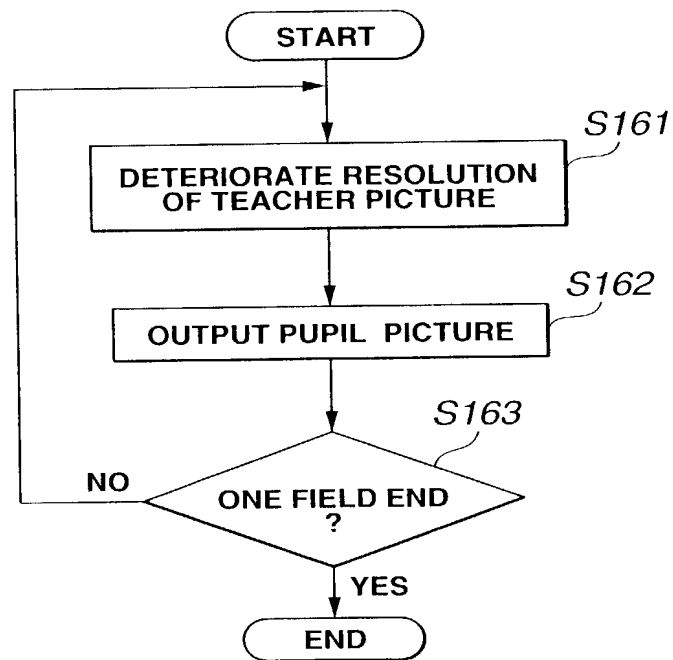 START
S161
DETERIORATE RESOLUTION
OF TEACHER PICTURE
S162
OUTPUT PUPIL PICTURE
S163
NO
ONE FIELD END
?
YES
END